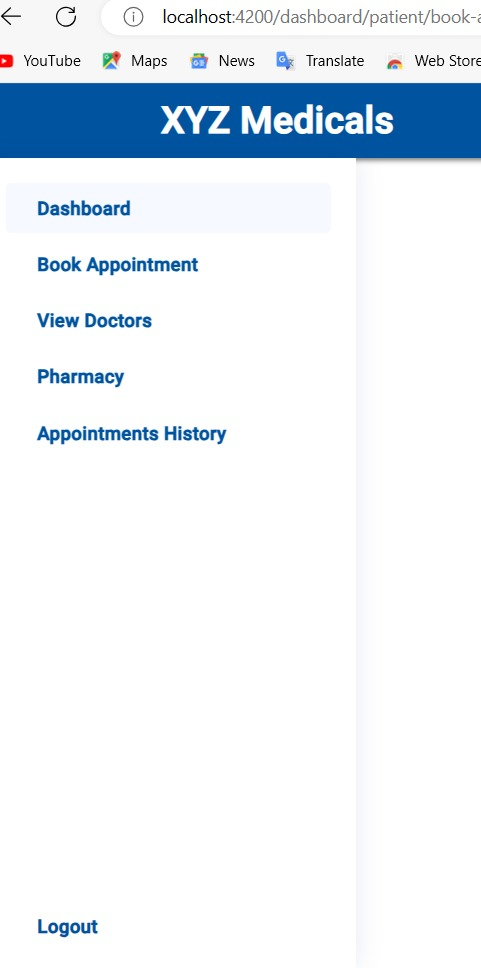 localhost:4200/dashboard/patient/book-a
YouTube Maps News Translate Web Store
XYZ Medicals
Dashboard
Book Appointment
View Doctors
Pharmacy
Appointments History
Logout